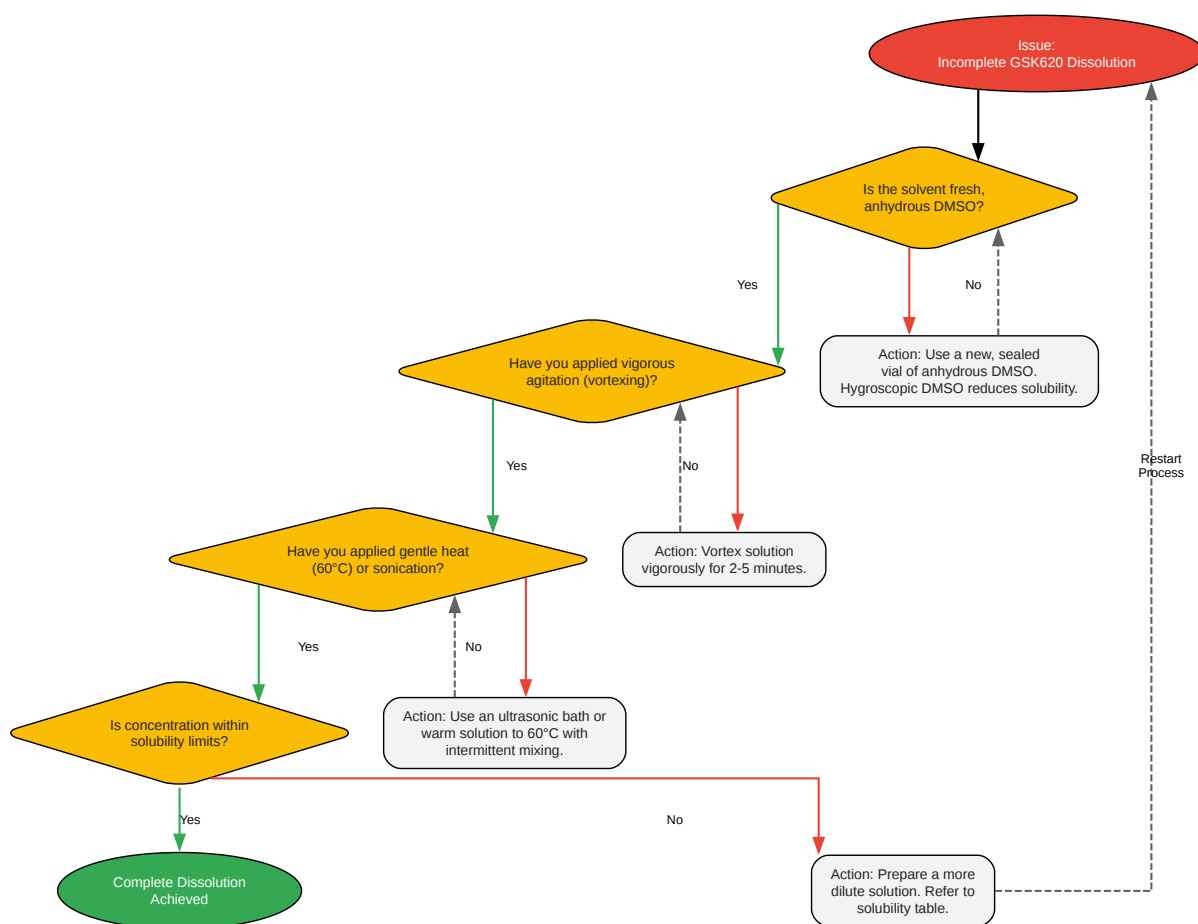 Issue:
Incomplete GSK620 Dissolution
Is the solvent fresh,
anhydrous DMSO?
Yes
No
Action: Use a new, sealed
vial of anhydrous DMSO.
Hygroscopic DMSO reduces solubility.
Have you applied vigorous
agitation (vortexing)?
Yes
No
Restart
Process
Action: Vortex solution
vigorously for 2-5 minutes.
Have you applied gentle heat
(60°C) or sonication?
Yes
No
Action: Use an ultrasonic bath or
warm solution to 60°C with
intermittent mixing.
Is concentration within
solubility limits?
Yes
No
Complete Dissolution
Achieved
Action: Prepare a more
dilute solution. Refer to
solubility table.